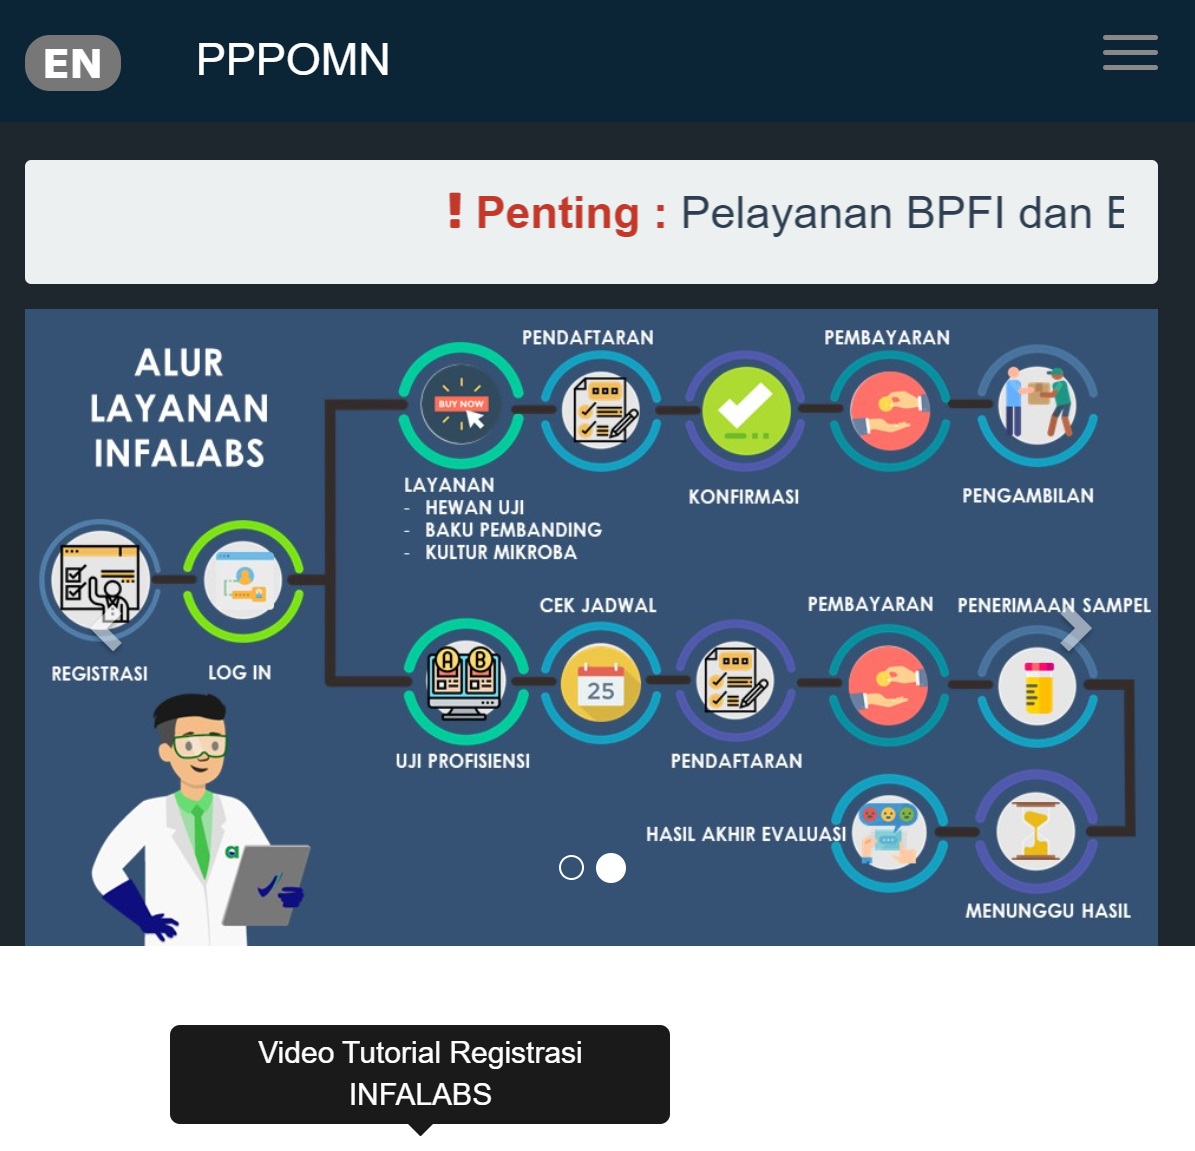 EN
PPPOMN
! Penting : Pelayanan BPFI dan
ALUR
LAYANAN
INFALABS
PENDAFTARAN
PEMBAYARAN
BUY NOW
LAYANAN
- HEWAN UJI
- BAKU PEMBANDING
- KULTUR MIKROBA
KONFIRMASI
PENGAMBILAN
REGISTRASI
LOG IN
CEK JADWAL
PEMBAYARAN
PENERIMAAN SAMPEL
A B
25
UJI PROFISIENSI
PENDAFTARAN
HASIL AKHIR EVALUASI
MENUNGGU HASIL
Video Tutorial Registrasi
INFALABS